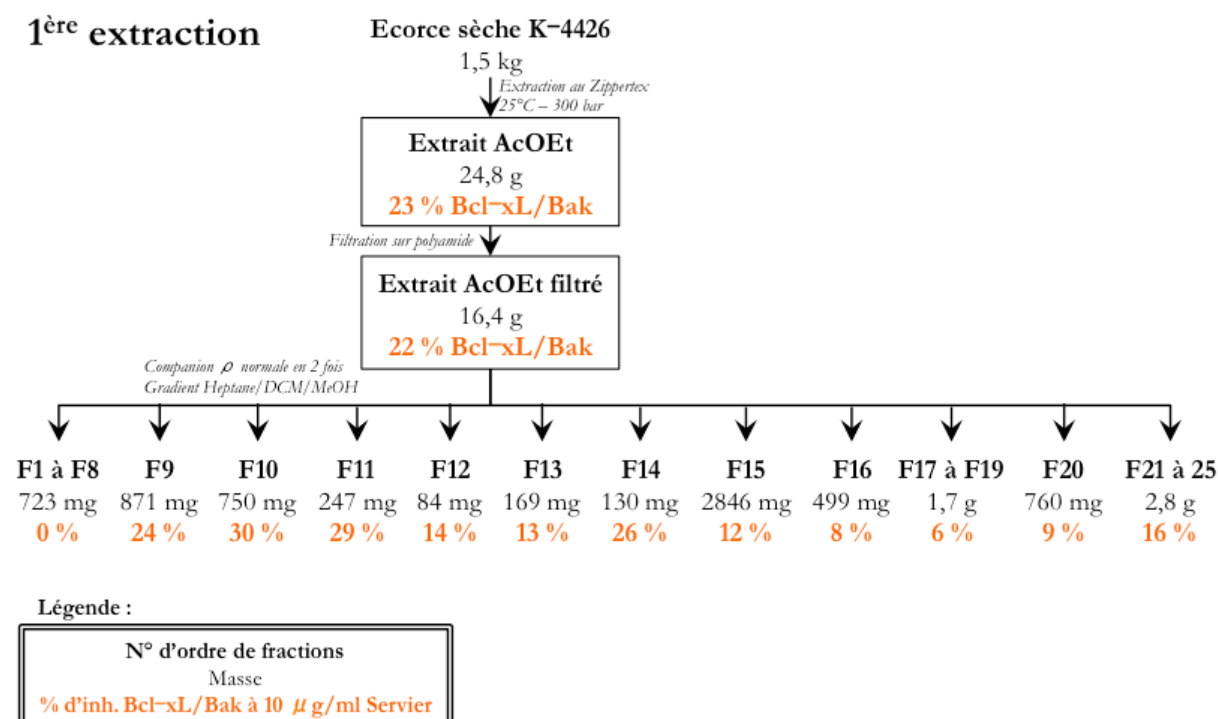 1ère extraction
Ecorce sèche K-4426
1,5 kg
Extraction au Zippertex
25°C – 300 bar
Extrait AcOEt
24,8 g
23 % Bcl-xL/Bak
Filtration sur polyamide
Extrait AcOEt filtré
16,4 g
22 % Bcl-xL/Bak
Companion ρ normale en 2 fois
Gradient Heptane/DCM/MeOH
F1 à F8 F9 F10 F11 F12 F13 F14 F15 F16 F17 à F19 F20 F21 à 25
723 mg 871 mg 750 mg 247 mg 84 mg 169 mg 130 mg 2846 mg 499 mg 1,7 g 760 mg 2,8 g
0 % 24 % 30 % 29 % 14 % 13 % 26 % 12 % 8 % 6 % 9 % 16 %
Légende :
N° d'ordre de fractions
Masse
% d'inh. Bcl-xL/Bak à 10 μg/ml Servier